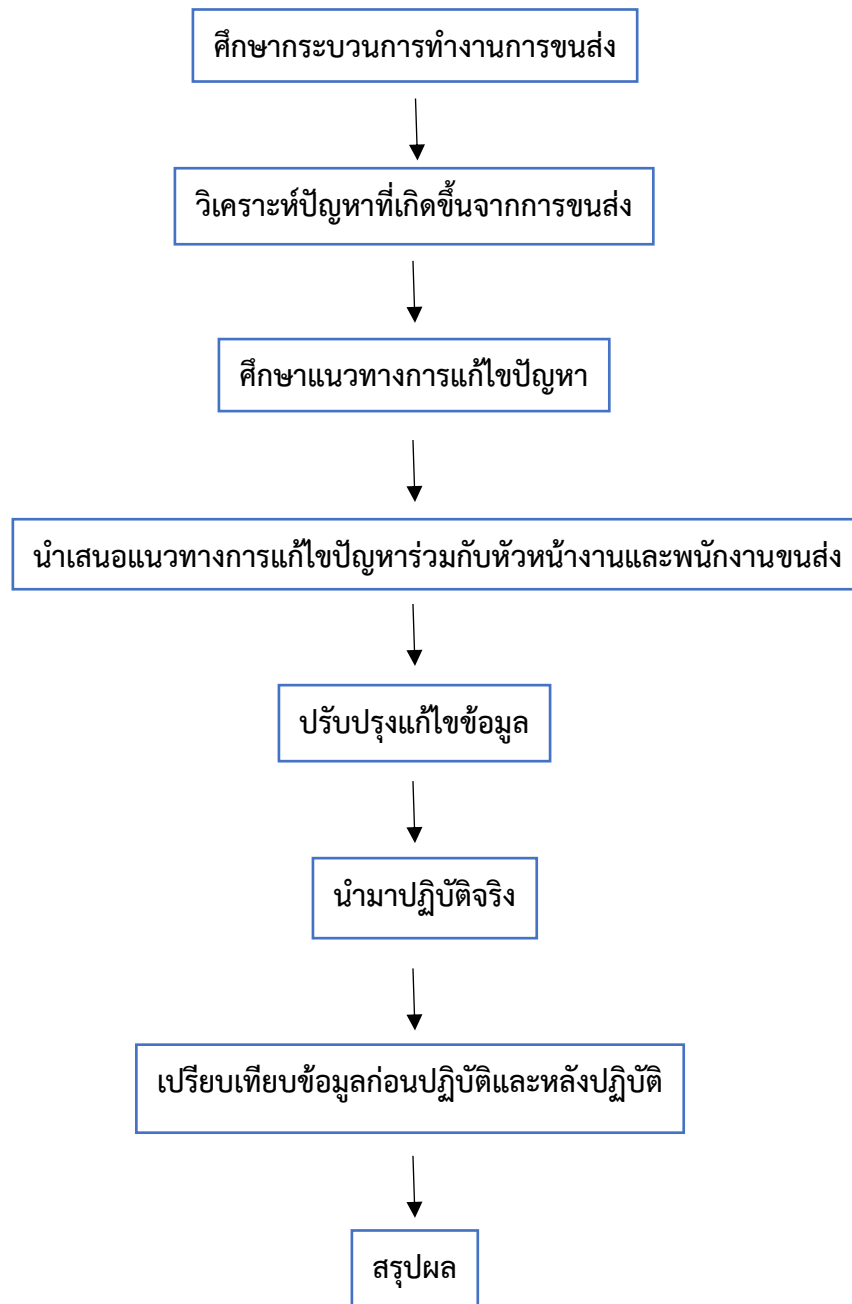 ศึกษากระบวนการทำงานการขนส่ง
วิเคราะห์ปัญหาที่เกิดขึ้นจากการขนส่ง
ศึกษาแนวทางการแก้ไขปัญหา
นำเสนอแนวทางการแก้ไขปัญหาร่วมกับหัวหน้างานและพนักงานขนส่ง
ปรับปรุงแก้ไขข้อมูล
นำมาปฏิบัติจริง
เปรียบเทียบข้อมูลก่อนปฏิบัติและหลังปฏิบัติ
สรุปผล